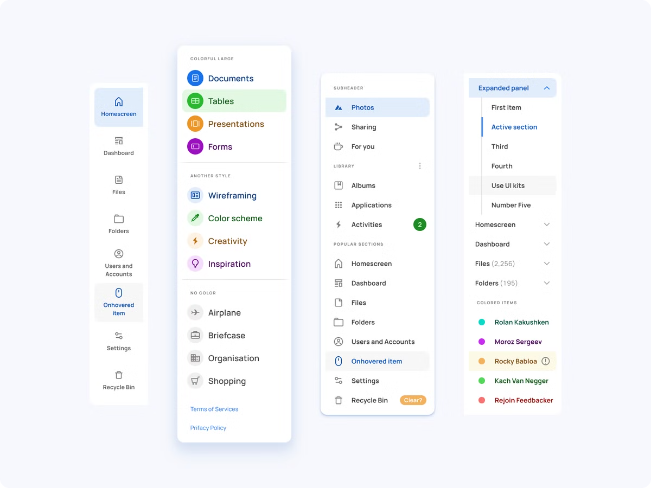 Homescreen
Dashboard
Files
Folders
Users and
Accounts
Onhovered
item
Settings
Recycle Bin
COLORFUL LARGE
Documents
Tables
Presentations
Forms
ANOTHER STYLE
Wireframing
Color scheme
Creativity
Inspiration
NO COLOR
Airplane
Briefcase
Organisation
Shopping
Terms of Services
Privacy Policy
SUBHEADER
Photos
Sharing
For you
LIBRARY
Albums
Applications
Activities 2
POPULAR SECTIONS
Homescreen
Dashboard
Files
Folders
Users and Accounts
Onhovered item
Settings
Recycle Bin Clear?
Expanded panel
First item
Active section
Third
Fourth
Use UI kits
Number Five
Homescreen
Dashboard
Files (2,256)
Folders (195)
COLORED ITEMS
Rolan Kakushken
Moroz Sergeev
Rocky Babloa
Kach Van Negger
Rejoin Feedbacker